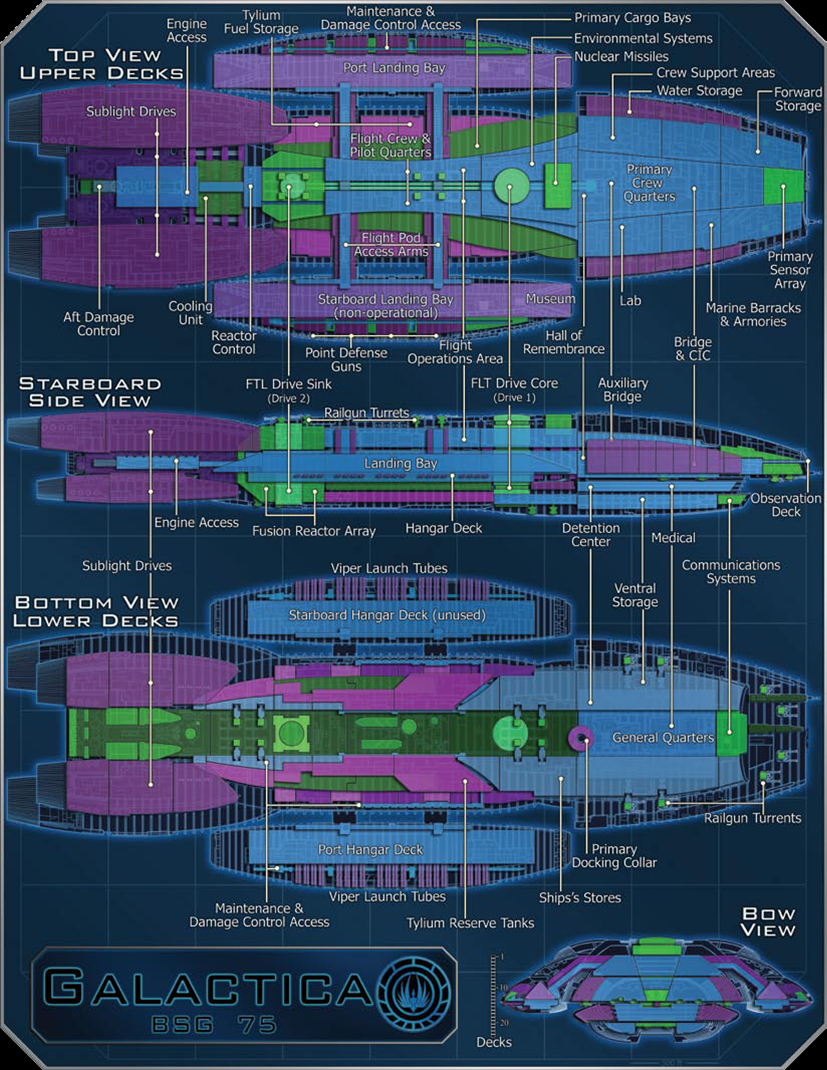 Top View
Upper Decks
Engine
Access
Tylium
Fuel Storage
Maintenance &
Damage Control Access
Primary Cargo Bays
Environmental Systems
Nuclear Missiles
Crew Support Areas
Water Storage
Forward
Storage
Port Landing Bay
Sublight Drives
Flight Crew &
Pilot Quarters
Primary
Crew
Quarters
Flight Pod
Access Arms
Starboard Landing Bay
(non-operational)
Museum
Aft Damage
Control
Cooling
Unit
Reactor
Control
Point Defense
Guns
Flight
Operations Area
Hall of
Remembrance
Lab
Bridge
& CIC
Marine Barracks
& Armories
Primary
Sensor
Array
Starboard
Side View
FTL Drive Sink
(Drive 2)
Railgun Turrets
FLT Drive Core
(Drive 1)
Auxiliary
Bridge
Landing Bay
Engine Access
Fusion Reactor Array
Hangar Deck
Detention
Center
Medical
Observation
Deck
Sublight Drives
Communications
Systems
Ventral
Storage
Bottom View
Lower Decks
Viper Launch Tubes
Starboard Hangar Deck (unused)
General Quarters
Railgun Turrents
Port Hangar Deck
Primary
Docking Collar
Viper Launch Tubes
Ships's Stores
Maintenance &
Damage Control Access
Tylium Reserve Tanks
Bow
View
Galactica
BSG 75
1
10
20
Decks
500 ft